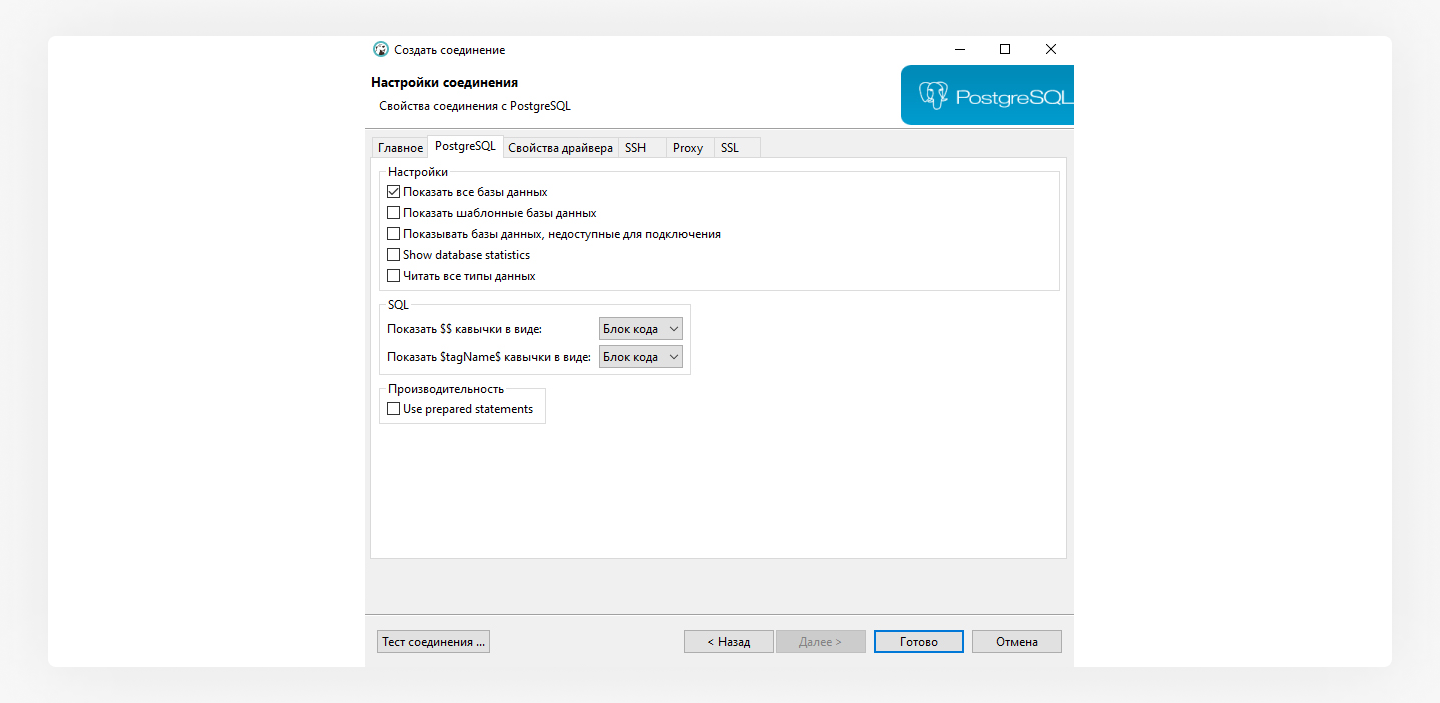 Создать соединение
Настройки соединения
Свойства соединения с PostgreSQL
PostgreSQL
Главное PostgreSQL Свойства драйвера SSH Proxy SSL
Настройки
Показать все базы данных
Показать шаблонные базы данных
Показывать базы данных, недоступные для подключения
Show database statistics
Читать все типы данных
SQL
Показать $$ кавычки в виде: Блок кода
Показать $tagName$ кавычки в виде: Блок кода
Производительность
Use prepared statements
Тест соединения ... < Назад Далее > Готово Отмена